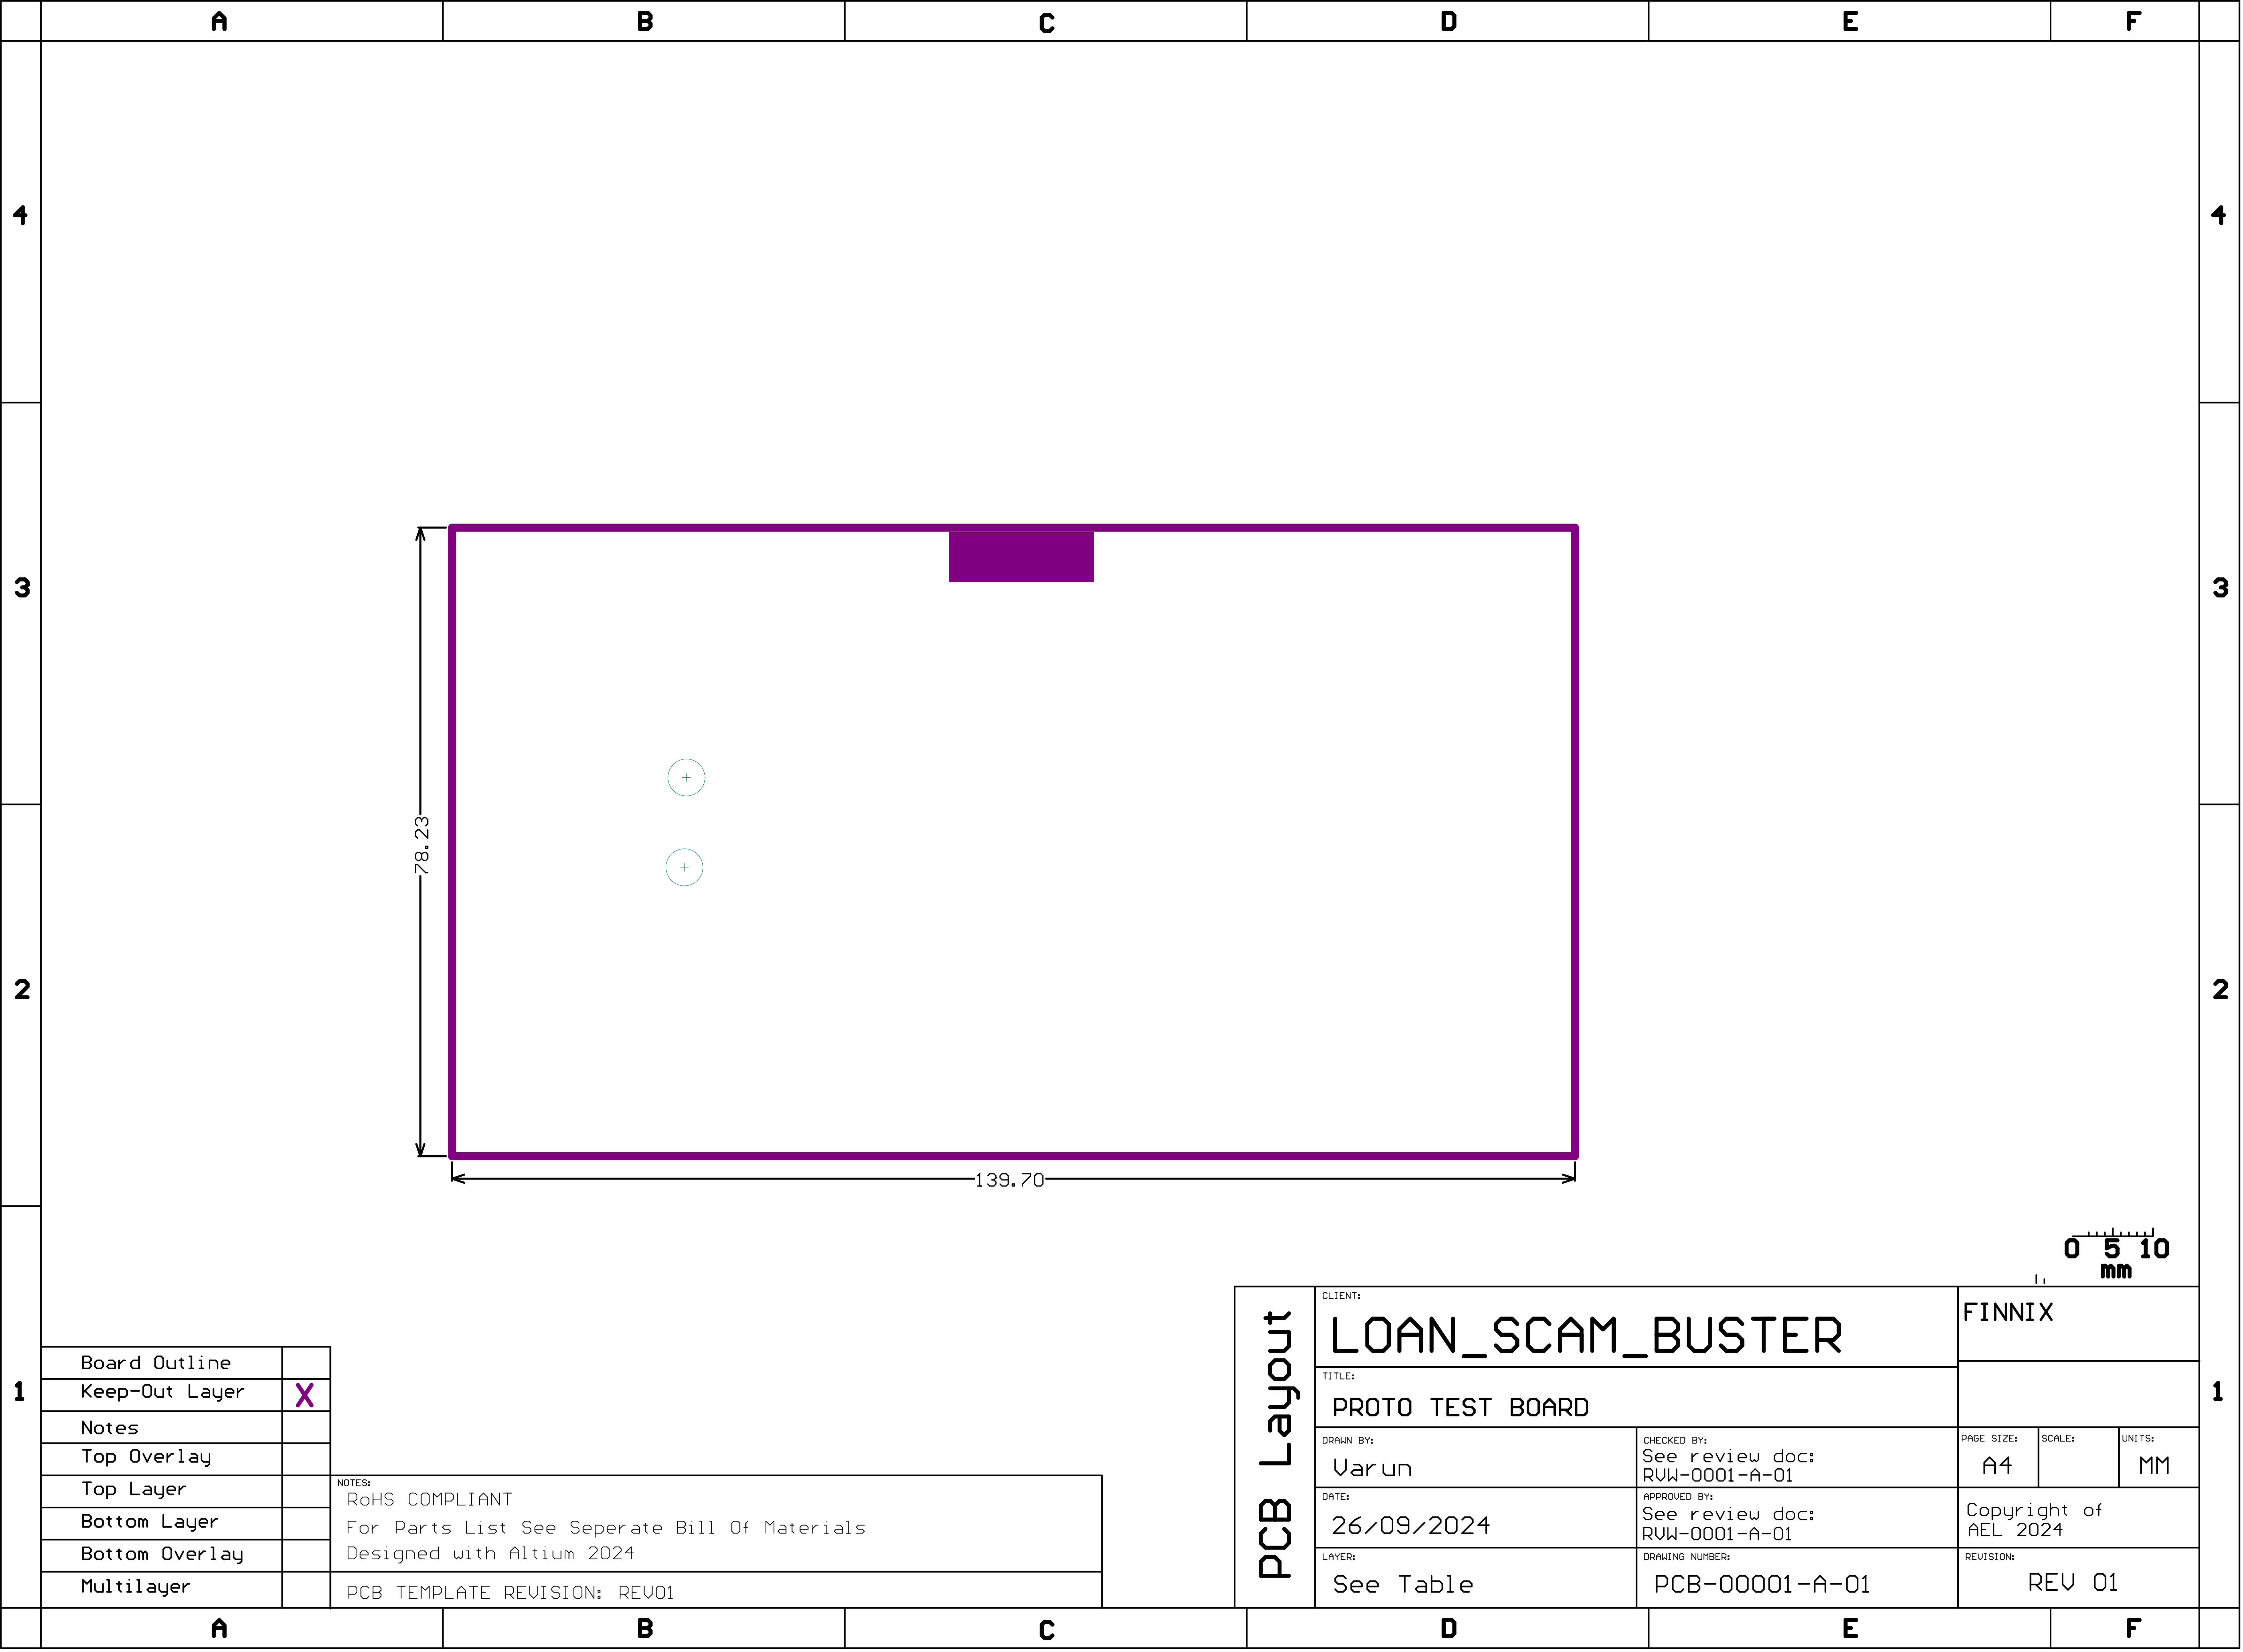 A B C D E F
4 4
3 3
78.23
2 2
139.70
0 5 10
mm
1 1
Board Outline
Keep-Out Layer X
Notes
Top Overlay
Top Layer
Bottom Layer
Bottom Overlay
Multilayer
NOTES:
RoHS COMPLIANT
For Parts List See Seperate Bill Of Materials
Designed with Altium 2024
PCB TEMPLATE REVISION: REV01
PCB Layout
CLIENT:
LOAN_SCAM_BUSTER
FINNIX
TITLE:
PROTO TEST BOARD
DRAWN BY:
Varun
CHECKED BY:
See review doc:
RVW-0001-A-01
PAGE SIZE:
A4
SCALE:
UNITS:
MM
DATE:
26/09/2024
APPROVED BY:
See review doc:
RVW-0001-A-01
Copyright of
AEL 2024
LAYER:
See Table
DRAWING NUMBER:
PCB-00001-A-01
REVISION:
REV 01
A B C D E F